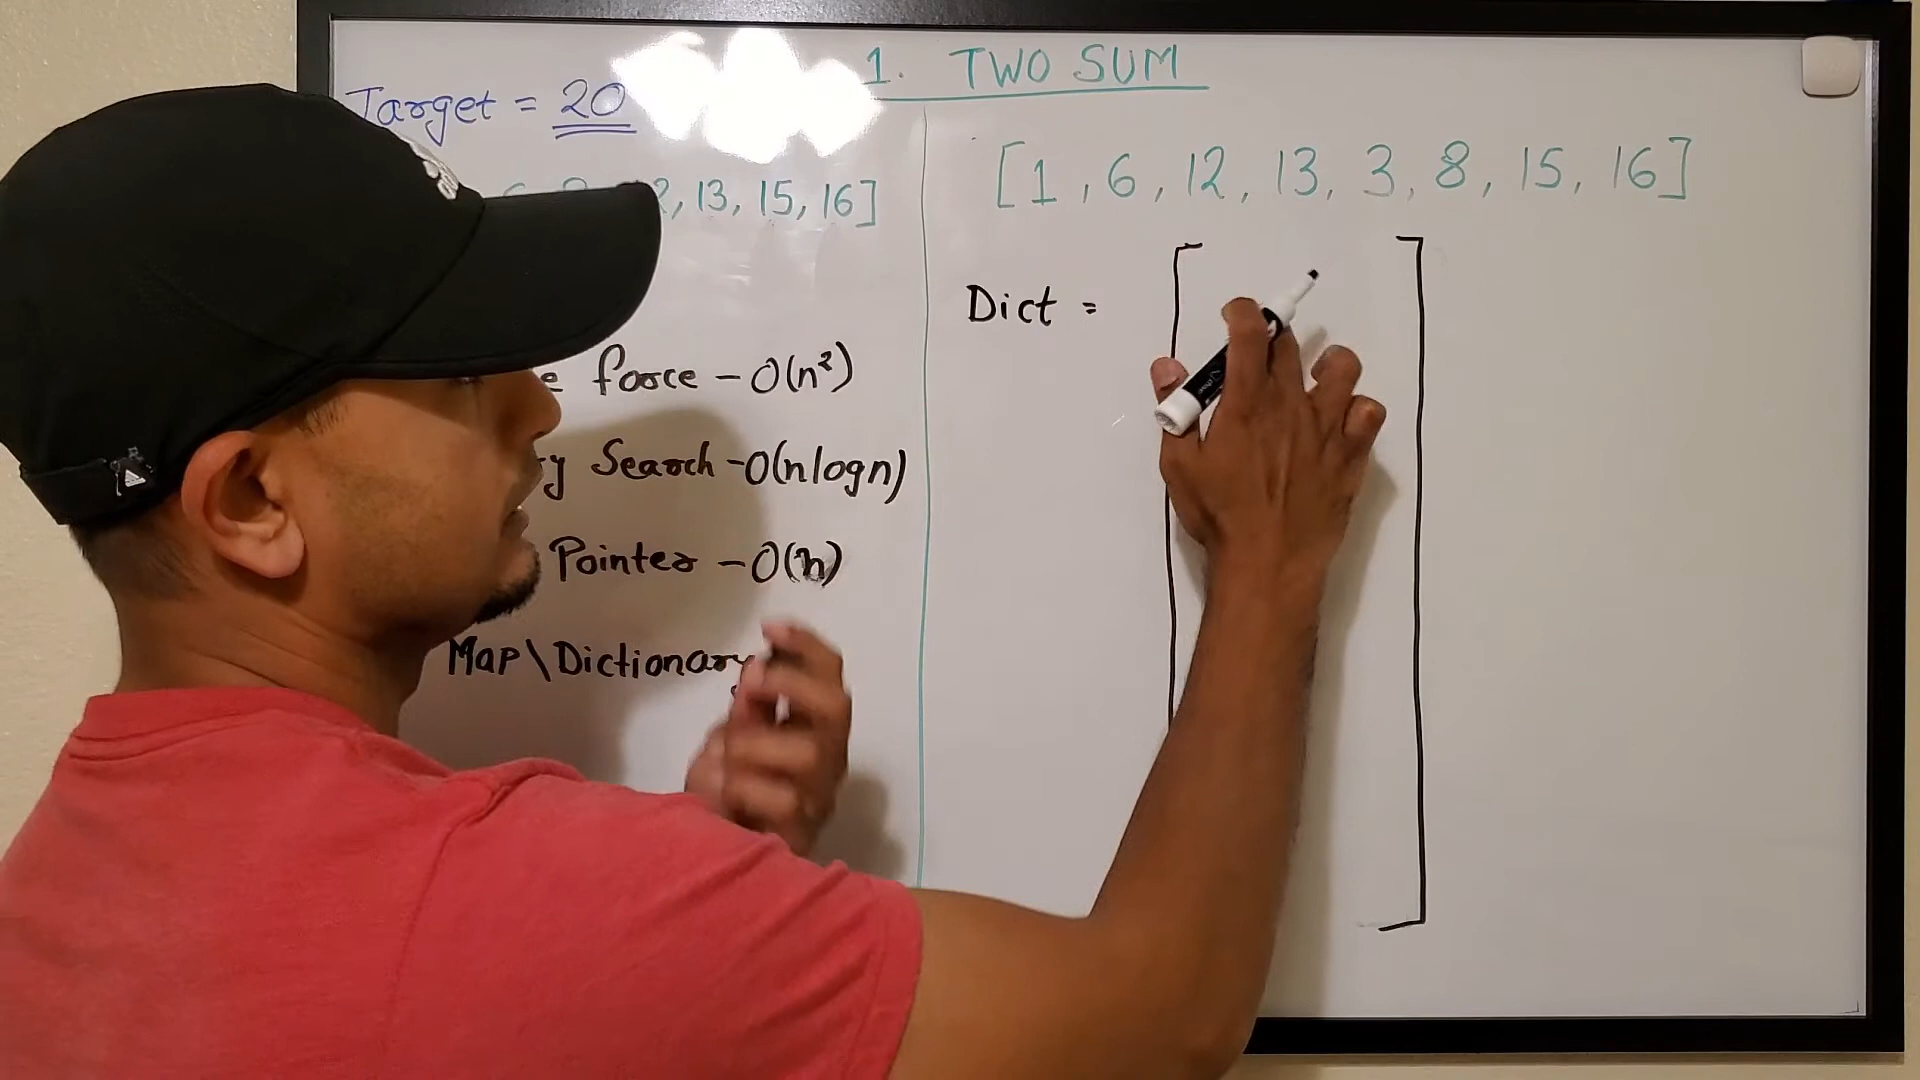 1. TWO SUM
Target = 20
12, 13, 15, 16]
force - O(n²)
Search - O(nlogn)
Pointer - O(n)
Map\Dictionary
[1, 6, 12, 13, 3, 8, 15, 16]
Dict =